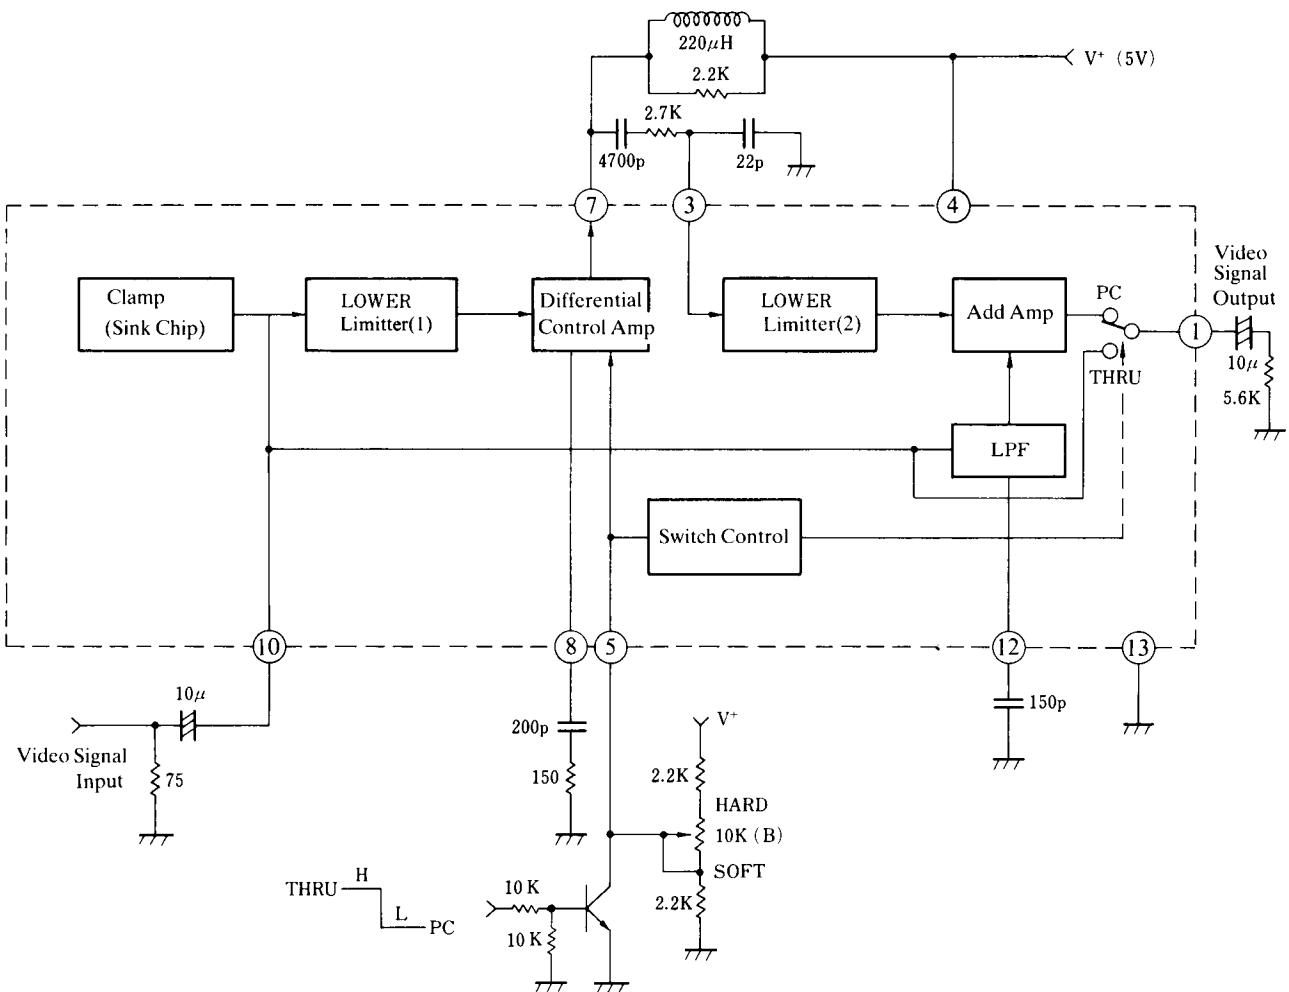 220μH
V⁺ (5V)
2.2K
2.7K
4700p
22p
7
3
4
Clamp
(Sink Chip)
LOWER
Limitter(1)
Differential
Control Amp
LOWER
Limitter(2)
Add Amp
PC
THRU
1
Video
Signal
Output
10μ
5.6K
LPF
Switch Control
10
8
5
12
13
10μ
Video Signal
Input
75
200p
150
V⁺
2.2K
HARD
10K (B)
SOFT
2.2K
150p
THRU
H
L
PC
10K
10K